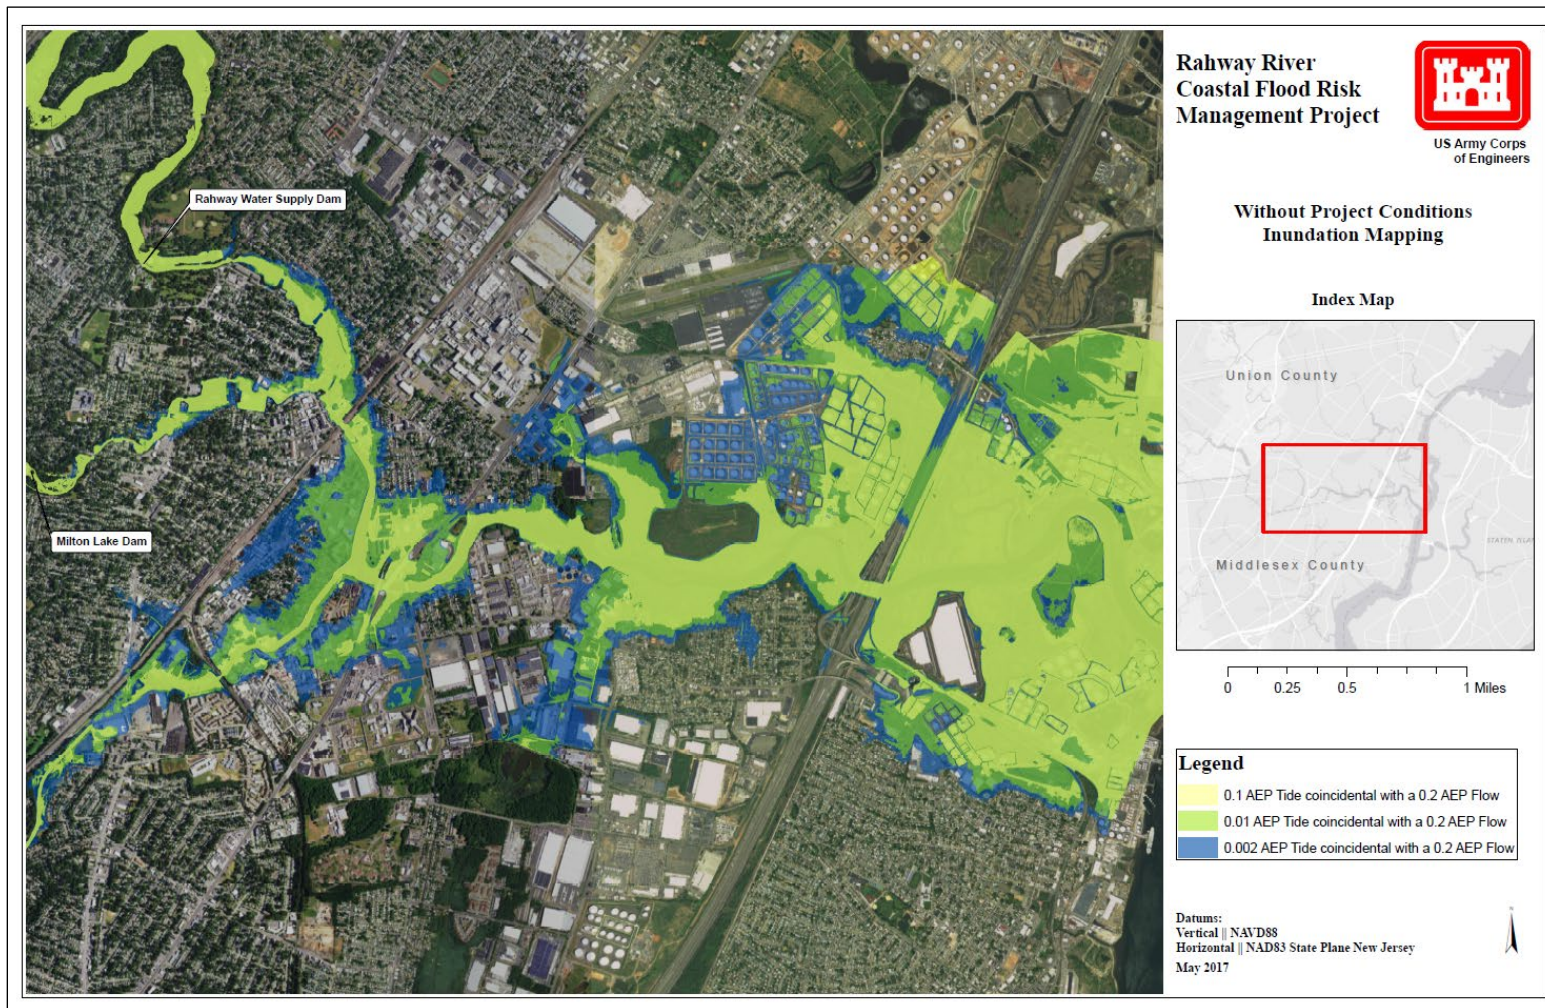 Rahway River
Coastal Flood Risk
Management Project
US Army Corps
of Engineers
Without Project Conditions
Inundation Mapping
Index Map
Union County
Middlesex County
0 0.25 0.5 1 Miles
Legend
0.1 AEP Tide coincidental with a 0.2 AEP Flow
0.01 AEP Tide coincidental with a 0.2 AEP Flow
0.002 AEP Tide coincidental with a 0.2 AEP Flow
Datums:
Vertical || NAVD88
Horizontal || NAD83 State Plane New Jersey
May 2017
Rahway Water Supply Dam
Milton Lake Dam